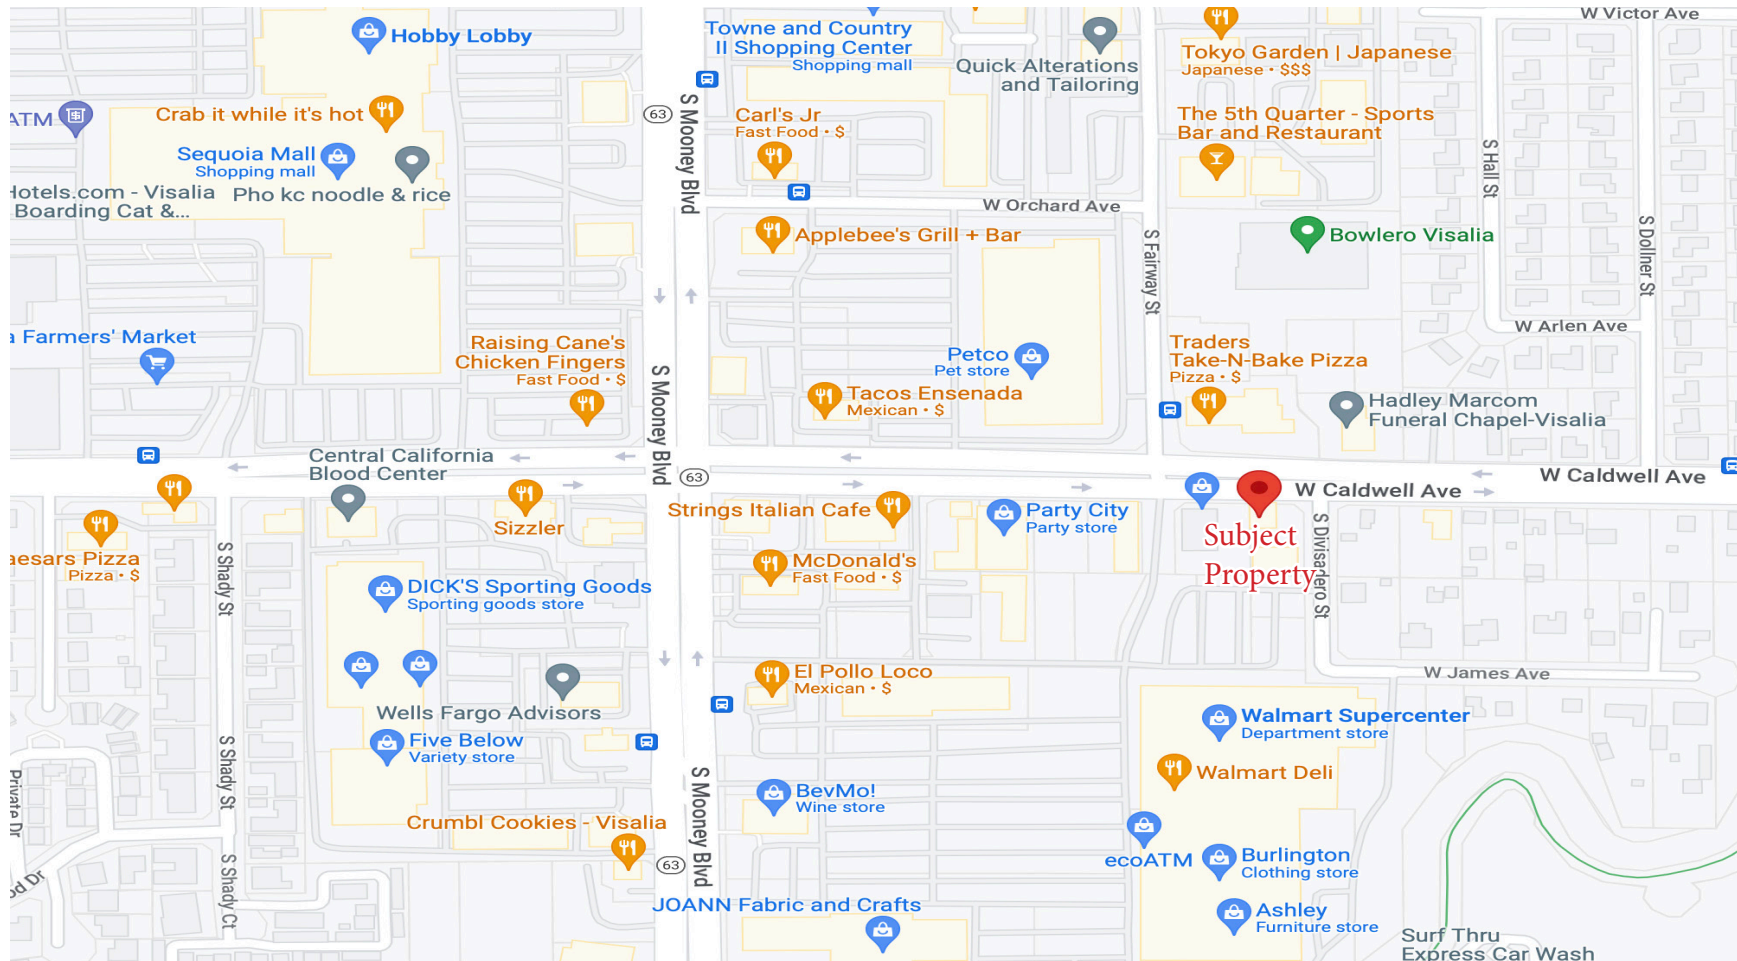 W Victor Ave
Hobby Lobby
Towne and Country
II Shopping Center
Shopping mall
Quick Alterations
and Tailoring
Tokyo Garden | Japanese
Japanese • $$$
ATM
Crab it while it's hot
63
S Mooney Blvd
Carl's Jr
Fast Food • $
The 5th Quarter - Sports
Bar and Restaurant
Sequoia Mall
Shopping mall
S Hall St
Hotels.com - Visalia
Boarding Cat &...
Pho kc noodle & rice
W Orchard Ave
Applebee's Grill + Bar
S Fairway St
Bowlero Visalia
S Dollner St
a Farmers' Market
Raising Cane's
Chicken Fingers
Fast Food • $
W Arlen Ave
Petco
Pet store
Traders
Take-N-Bake Pizza
Pizza • $
S Mooney Blvd
Tacos Ensenada
Mexican • $
Hadley Marcom
Funeral Chapel-Visalia
Central California
Blood Center
63
W Caldwell Ave
W Caldwell Ave
Sizzler
Strings Italian Cafe
Party City
Party store
Subject
Property
S Divisadero St
aesars Pizza
Pizza • $
S Shady St
McDonald's
Fast Food • $
DICK'S Sporting Goods
Sporting goods store
El Pollo Loco
Mexican • $
W James Ave
Wells Fargo Advisors
Walmart Supercenter
Department store
Five Below
Variety store
Walmart Deli
Private Dr
S Shady St
S Mooney Blvd
BevMo!
Wine store
Crumbl Cookies - Visalia
63
ecoATM
Burlington
Clothing store
od Dr
S Shady Ct
JOANN Fabric and Crafts
Ashley
Furniture store
Surf Thru
Express Car Wash